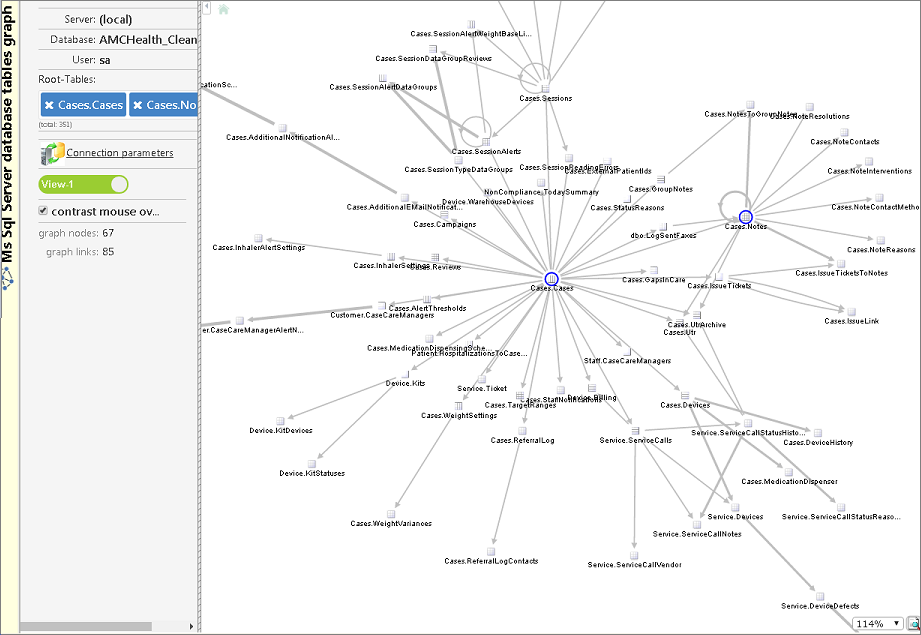 Ms Sql Server database tables graph
Server: (local)
Database: AMCHealth_Clean
User: sa
Root-Tables:
Cases.Cases
Cases.No
(total: 351)
Connection parameters
View-1
contrast mouse ov...
graph nodes: 67
graph links: 85
Cases.SessionAlertWeightBaseLi...
Cases.SessionDataGroupReviews
Cases.SessionAlertDataGroups
Cases.Sessions
Cases.NotesToGroupNotes
Cases.NoteResolutions
Cases.AdditionalNotificationAl...
Cases.NoteContacts
Cases.SessionAlerts
Cases.SessionTypeDataGroups
Cases.SessionReadingErrors
Cases.ExternalPatientIds
Cases.NoteInterventions
NonCompliance.TodaySummary
Cases.GroupNotes
Device.WarehouseDevices
Cases.AdditionalEMailNotificat...
Cases.StatusReasons
Cases.NoteContactMetho
Cases.Campaigns
Cases.Notes
dbo.LogSentFaxes
Cases.InhalerAlertSettings
Cases.NoteReasons
Cases.InhalerSettings
Cases.Reviews
Cases.IssueTicketsToNotes
Cases.GapsInCare
Cases.IssueTickets
Cases.Cases
Cases.AlertThresholds
Customer.CaseCareManagers
er.CaseCareManagerAlertN...
Cases.IssueLink
Cases.UtrArchive
Cases.Utr
Cases.MedicationDispensingSche...
Patient.HospitalizationsToCase...
Staff.CaseCareManagers
Device.Kits
Service.Ticket
Cases.StaffNotifications
Device.Billing
Cases.TargetRanges
Cases.Devices
Cases.WeightSettings
Device.KitDevices
Cases.ReferralLog
Service.ServiceCalls
Service.ServiceCallStatusHisto...
Cases.DeviceHistory
Device.KitStatuses
Cases.MedicationDispenser
Cases.WeightVariances
Service.Devices
Service.ServiceCallStatusReaso...
Service.ServiceCallNotes
Cases.ReferralLogContacts
Service.ServiceCallVendor
Service.DeviceDefects
114%